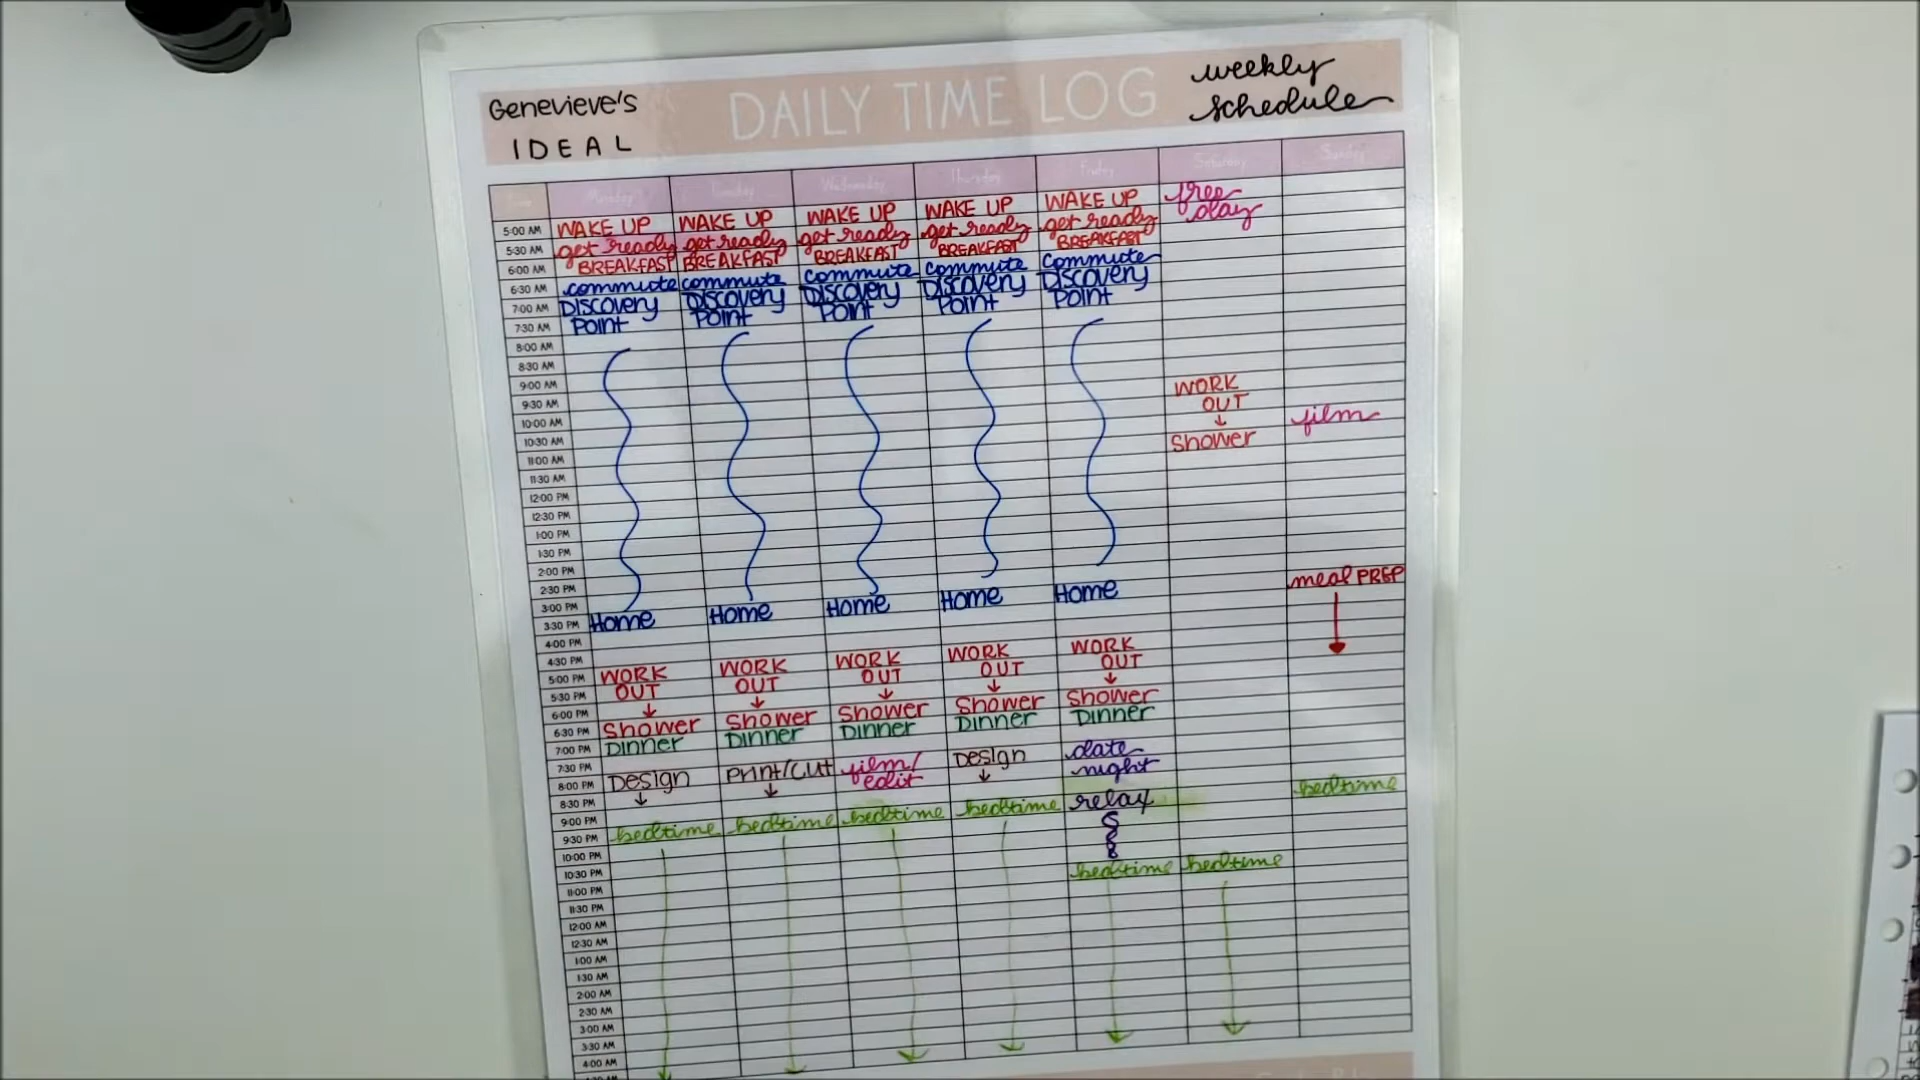 Genevieve's
IDEAL
DAILY TIME LOG
weekly
schedule
Monday Tuesday Wednesday Thursday Friday Saturday Sunday
5:00 AM WAKE UP WAKE UP WAKE UP WAKE UP WAKE UP free
day
5:30 AM get ready get ready get ready get ready get ready
6:00 AM BREAKFAST BREAKFAST BREAKFAST BREAKFAST BREAKFAST
6:30 AM commute commute commute commute commute
7:00 AM DISCOVERY DISCOVERY DISCOVERY DISCOVERY DISCOVERY
7:30 AM Point Point Point Point Point
8:00 AM
8:30 AM
9:00 AM
9:30 AM WORK
10:00 AM OUT film
10:30 AM
11:00 AM Shower
11:30 AM
12:00 PM
12:30 PM
1:00 PM
1:30 PM
2:00 PM
2:30 PM
3:00 PM meal PREP
3:30 PM Home Home Home Home Home
4:00 PM
4:30 PM
5:00 PM WORK WORK WORK WORK WORK
5:30 PM OUT OUT OUT OUT OUT
6:00 PM
6:30 PM Shower Shower Shower Shower Shower
7:00 PM Dinner Dinner Dinner Dinner Dinner
7:30 PM
8:00 PM DESIGN Print/Cut film/ DESIGN date
edit night
8:30 PM
9:00 PM relax bedtime
9:30 PM bedtime bedtime bedtime bedtime
10:00 PM
10:30 PM
11:00 PM bedtime bedtime
11:30 PM
12:00 AM
12:30 AM
1:00 AM
1:30 AM
2:00 AM
2:30 AM
3:00 AM
3:30 AM
4:00 AM